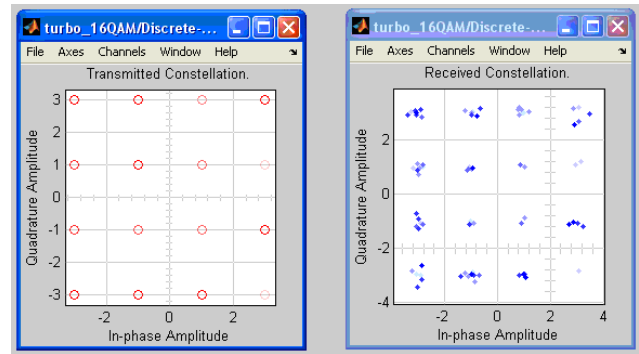 turbo_16QAM/Discrete-...
File Axes Channels Window Help
Transmitted Constellation.
Quadrature Amplitude
3
2
1
0
-1
-2
-3
-2 0 2
In-phase Amplitude
turbo_16QAM/Discrete-...
File Axes Channels Window Help
Received Constellation.
Quadrature Amplitude
2
0
-2
-4
-2 0 2 4
In-phase Amplitude